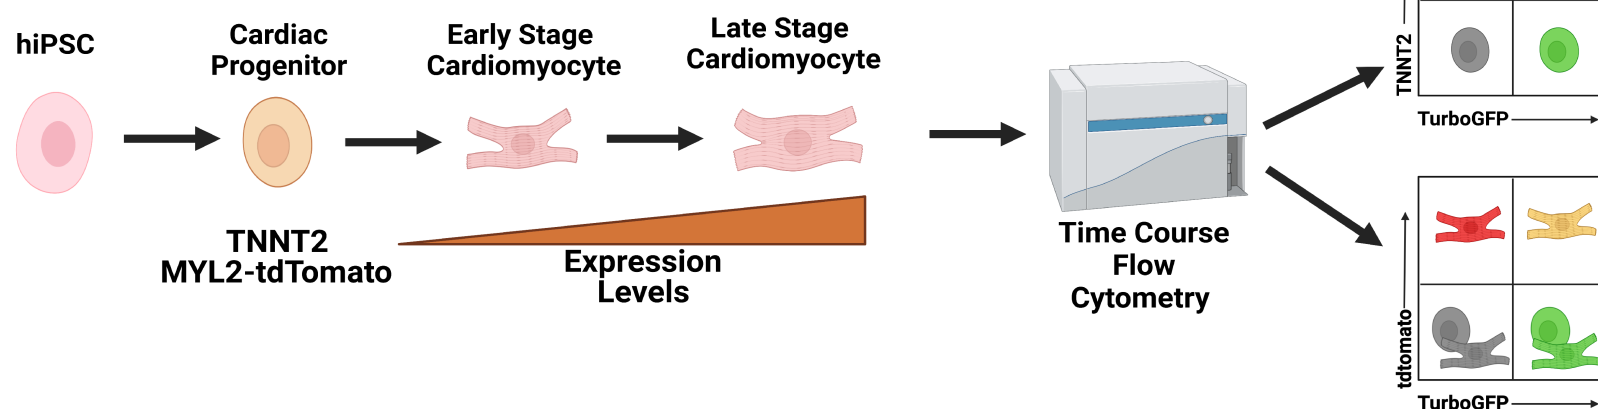 hiPSC
Cardiac
Progenitor
Early Stage
Cardiomyocyte
Late Stage
Cardiomyocyte
TNNT2
MYL2-tdTomato
Expression
Levels
Time Course
Flow
Cytometry
TNNT2
TurboGFP
tdtomato
TurboGFP